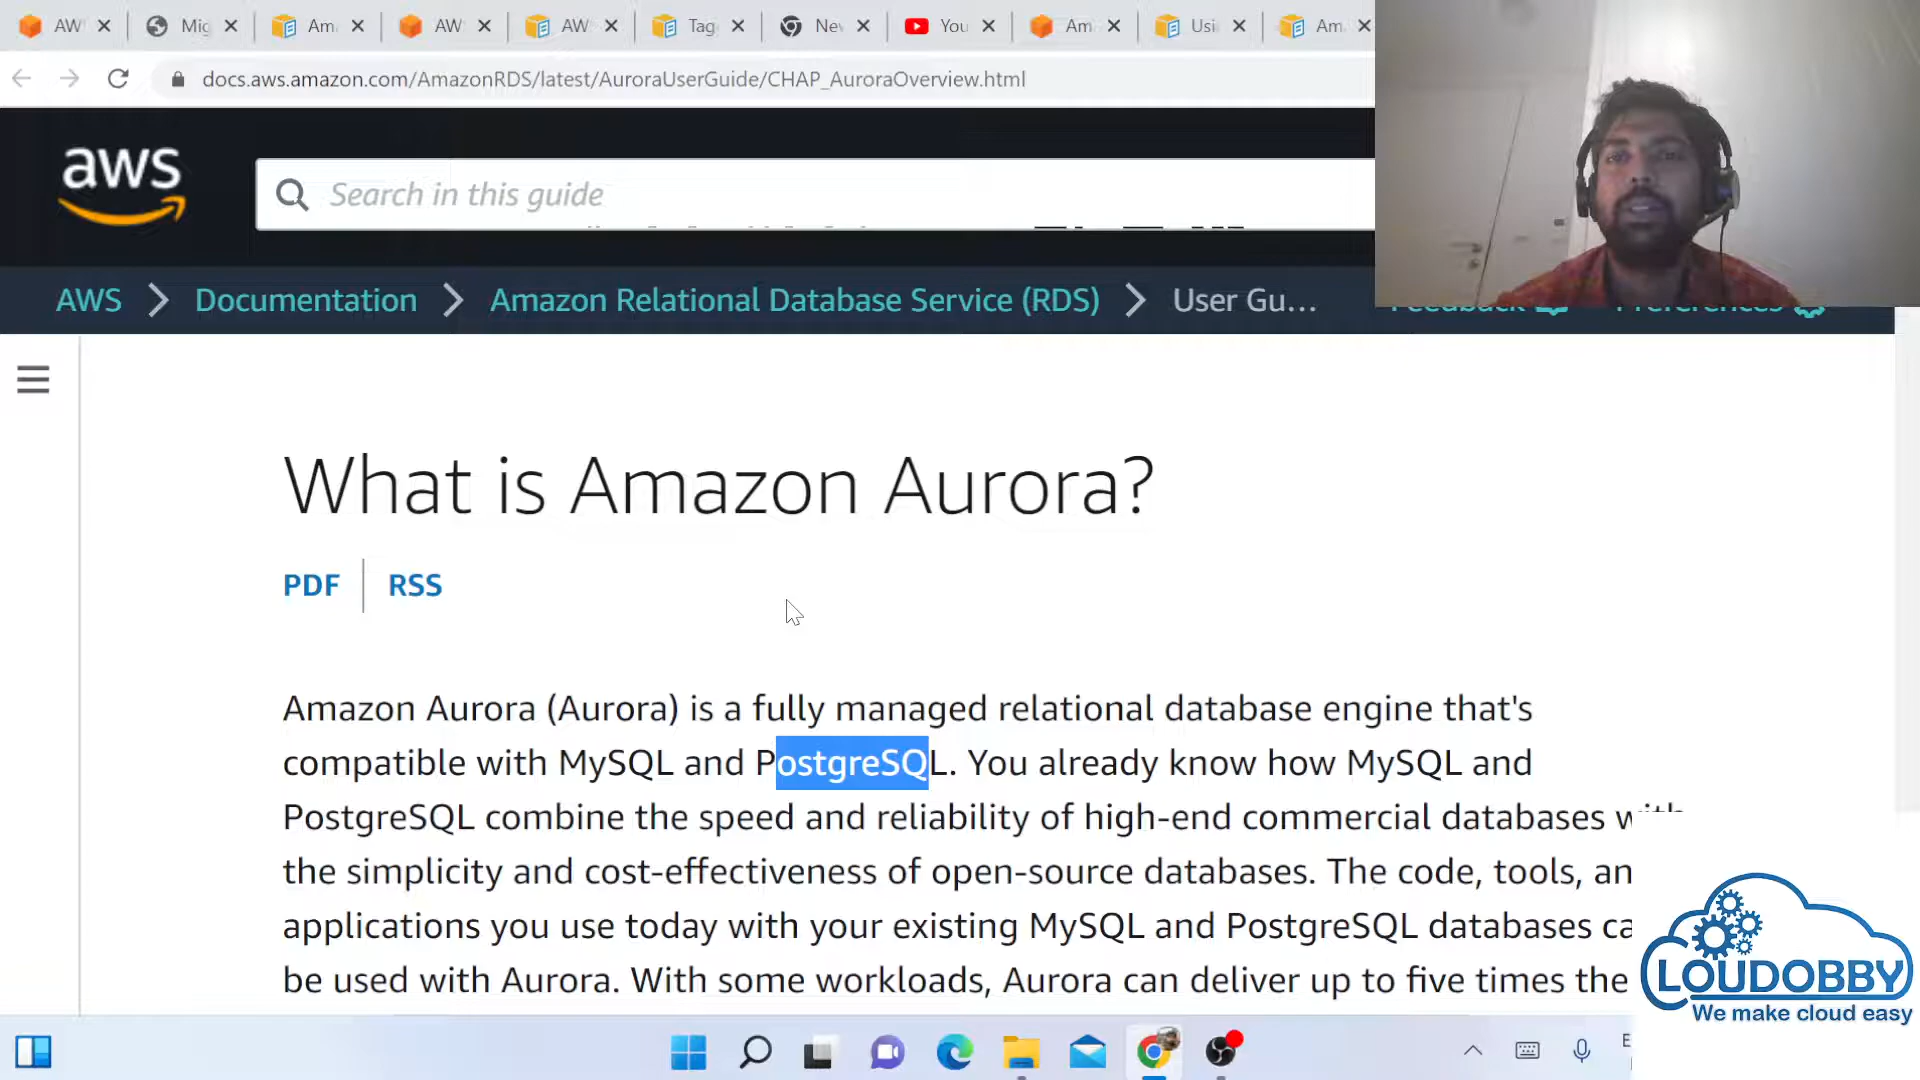 AW
Mig
Am
AW
AW
Tag
Nev
You
Am
Usi
Am
docs.aws.amazon.com/AmazonRDS/latest/AuroraUserGuide/CHAP_AuroraOverview.html
aws
Search in this guide
AWS
Documentation
Amazon Relational Database Service (RDS)
User Gu...
Feedback
Preferences
What is Amazon Aurora?
PDF
RSS
Amazon Aurora (Aurora) is a fully managed relational database engine that's
compatible with MySQL and PostgreSQL. You already know how MySQL and
PostgreSQL combine the speed and reliability of high-end commercial databases with
the simplicity and cost-effectiveness of open-source databases. The code, tools, an
applications you use today with your existing MySQL and PostgreSQL databases ca
be used with Aurora. With some workloads, Aurora can deliver up to five times the
LOUDOBBY
We make cloud easy